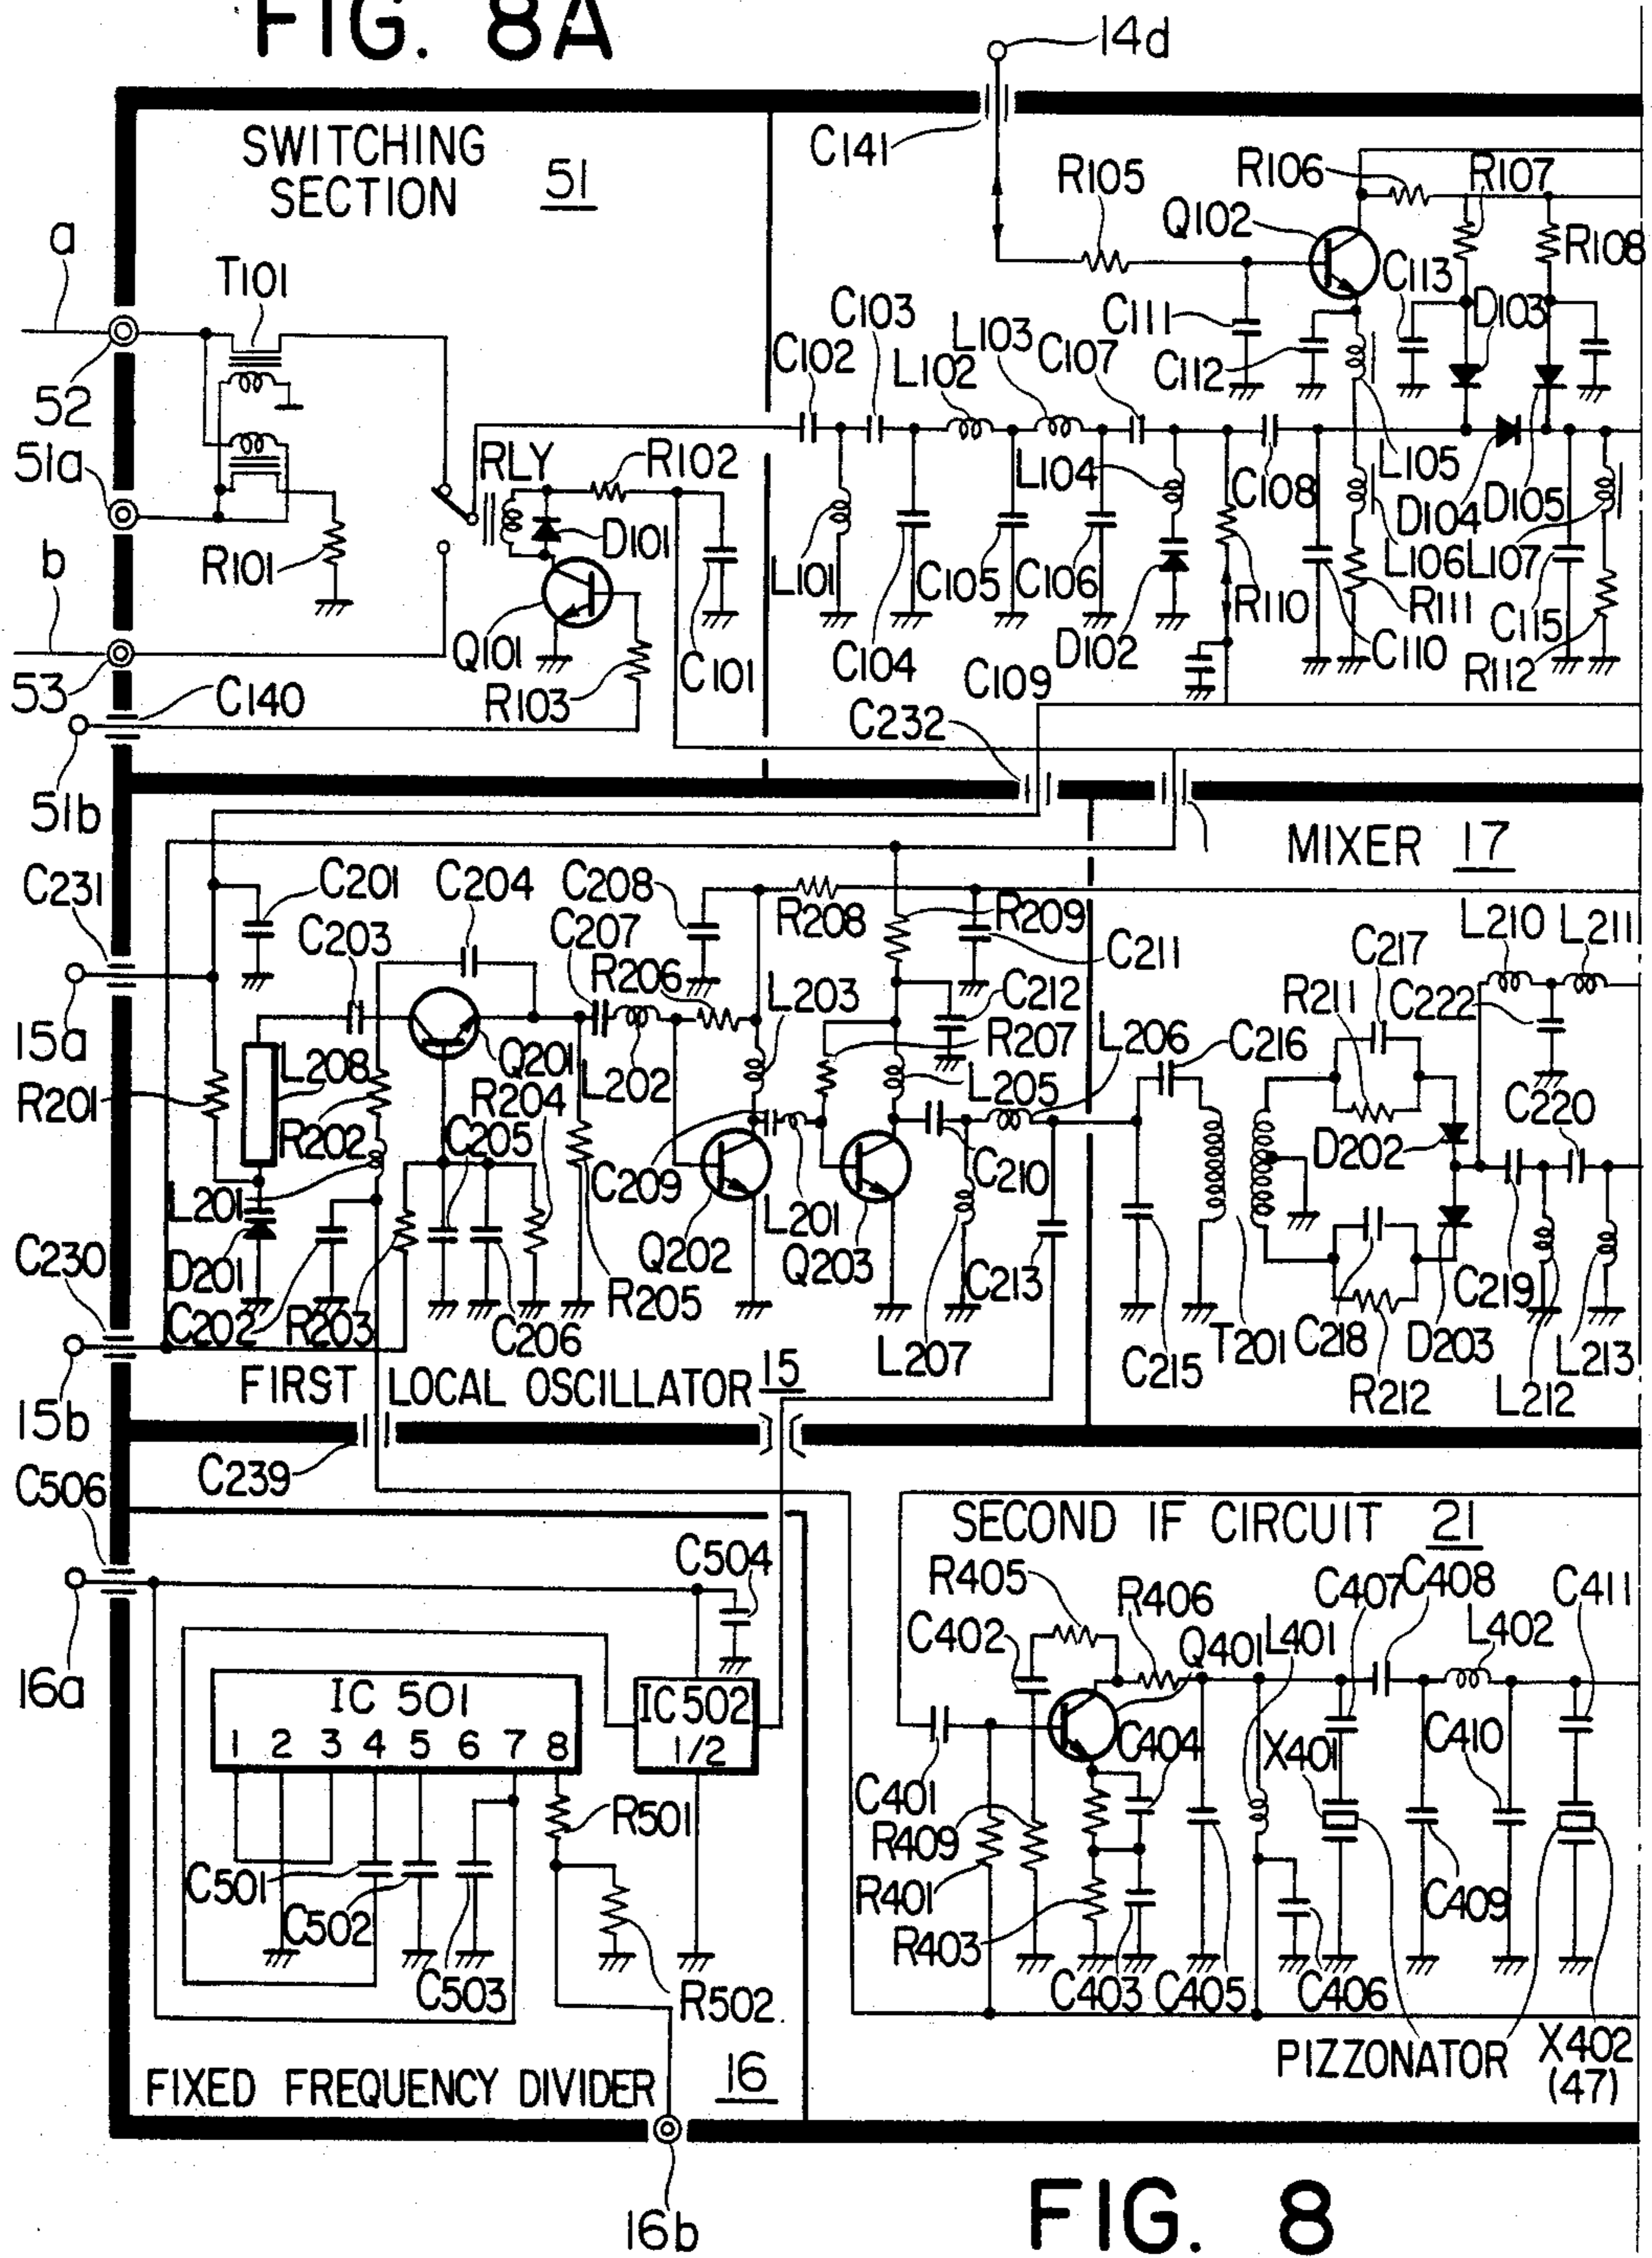 FIG. 8A
14d
C141
SWITCHING
SECTION
51
R105
R106
R107
Q102
R108
a
T101
C113
D103
C103
C111
L103
C107
C102
L102
C112
52
51a
RLY
R102
L104
C108
L105
D104
D105
R101
D101
L101
C105
C106
L106
L107
b
R110
R111
C115
Q101
C104
D102
C110
53
R103
C101
C109
R112
C140
C232
51b
MIXER 17
C231
C201
C204
C208
R208
R209
L210
L211
C203
C207
C211
C217
R206
L203
C212
R211
C222
15a
Q201
R207
L206
C216
R201
L208
L202
L205
C220
R204
R202
C205
D202
C209
C210
L201
L201
C230
D201
Q202
Q203
C213
C219
C202
R203
R205
C206
L207
C215
T201
C218
D203
L213
FIRST LOCAL OSCILLATOR 15
R212
L212
15b
C239
C506
SECOND IF CIRCUIT 21
C504
R405
R406
C407
C408
C411
C402
Q401
L401
L402
16a
IC 501
IC 502
1 2 3 4 5 6 7 8
1/2
C404
X401
C410
C401
R501
R409
C501
R401
C502
C409
R403
C503
R502
C403
C405
C406
PIZZONATOR
X402
(47)
FIXED FREQUENCY DIVIDER
16
16b
FIG. 8